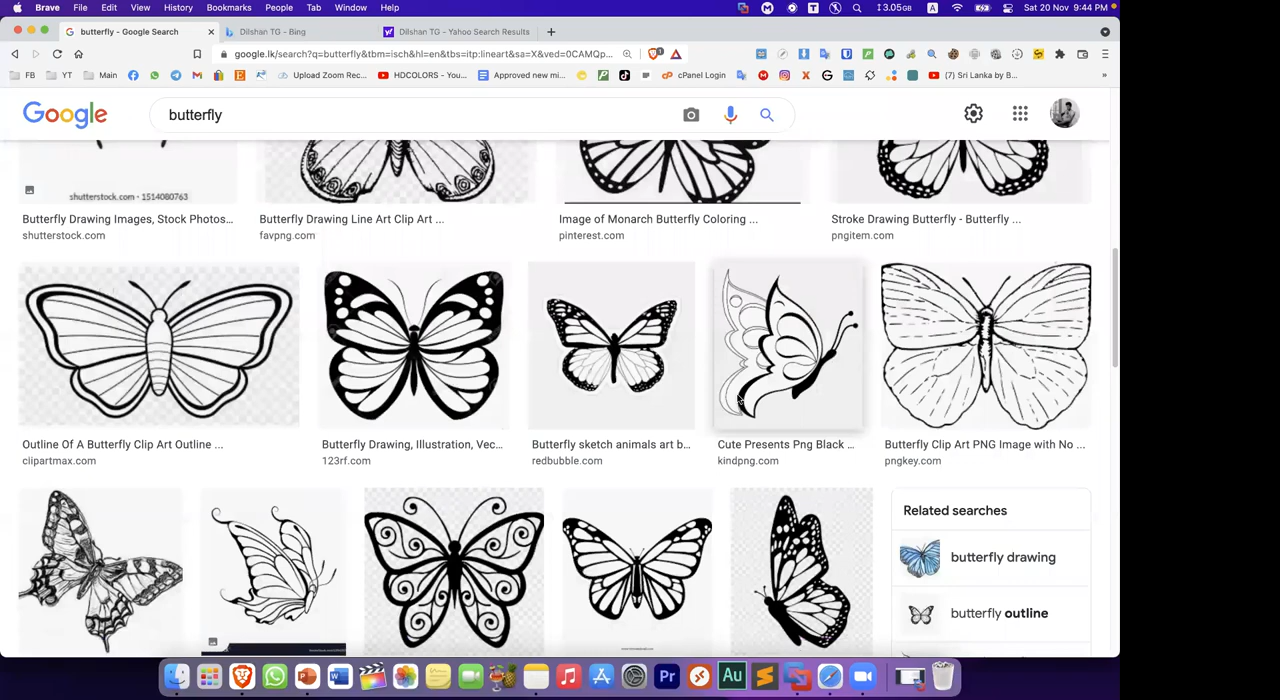 Brave File Edit View History Bookmarks People Tab Window Help
3.05GB A Sat 20 Nov 9:44 PM
butterfly - Google Search
Dilshan TG - Bing
Dilshan TG - Yahoo Search Results
google.lk/search?q=butterfly&tbm=isch&hl=en&tbs=itp:lineart&sa=X&ved=0CAMQp...
FB YT Main Upload Zoom Rec... HDCOLORS - You... Approved new mi... cPanel Login (7) Sri Lanka by B... »
Google
butterfly
shutterstock.com · 1514080763
Butterfly Drawing Images, Stock Photos...
shutterstock.com
Butterfly Drawing Line Art Clip Art ...
favpng.com
Image of Monarch Butterfly Coloring ...
pinterest.com
Stroke Drawing Butterfly - Butterfly ...
pngitem.com
Outline Of A Butterfly Clip Art Outline ...
clipartmax.com
Butterfly Drawing, Illustration, Vec...
123rf.com
Butterfly sketch animals art b...
redbubble.com
Cute Presents Png Black ...
kindpng.com
Butterfly Clip Art PNG Image with No ...
pngkey.com
Related searches
butterfly drawing
butterfly outline
W
Pr
Au